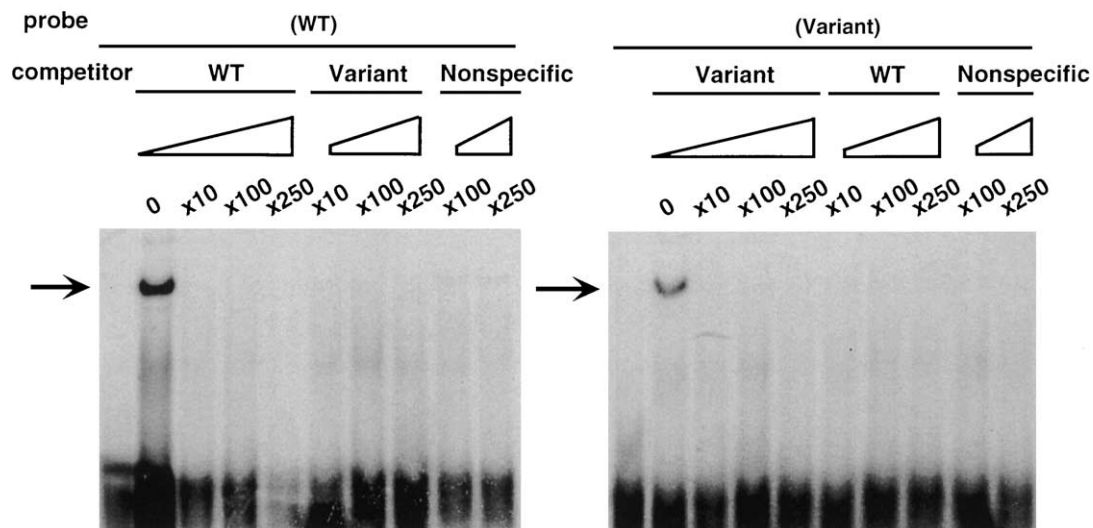 probe (WT) (Variant)
competitor WT Variant Nonspecific Variant WT Nonspecific
0 x10 x100 x250 x10 x100 x250 x100 x250 0 x10 x100 x250 x10 x100 x250 x100 x250